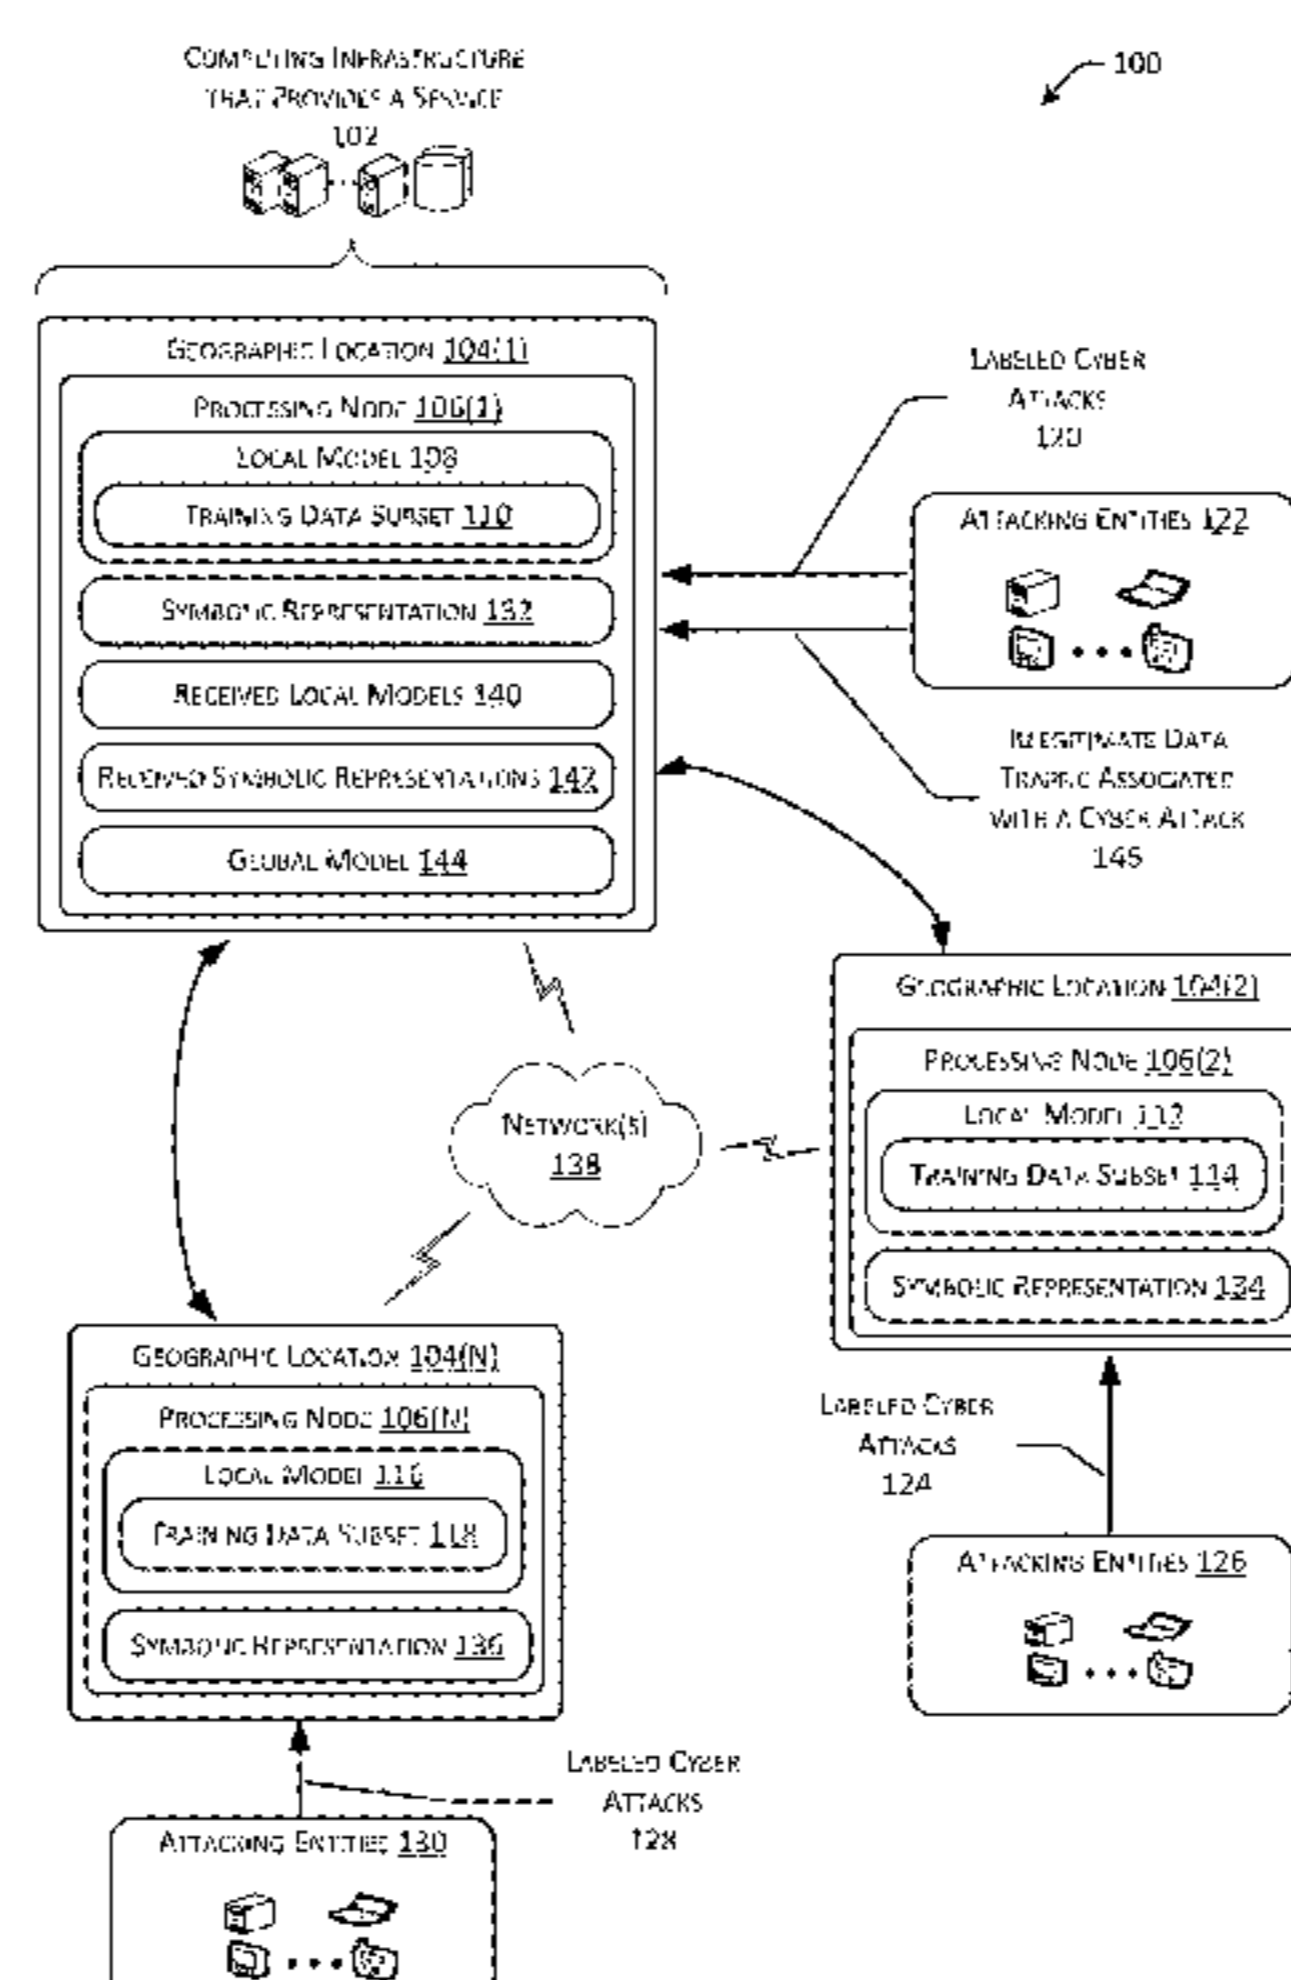 COMPUTING INFRASTRUCTURE
THAT PROVIDES A SERVICE
102
100
GEOGRAPHIC LOCATION 104(1)
PROCESSING NODE 106(1)
LOCAL MODEL 108
TRAINING DATA SUBSET 110
SYMBOLIC REPRESENTATION 132
RECEIVED LOCAL MODELS 140
RECEIVED SYMBOLIC REPRESENTATIONS 142
GLOBAL MODEL 144
LABELED CYBER
ATTACKS
120
ATTACKING ENTITIES 122
ILLEGITIMATE DATA
TRAFFIC ASSOCIATED
WITH A CYBER ATTACK
146
GEOGRAPHIC LOCATION 104(2)
PROCESSING NODE 106(2)
LOCAL MODEL 112
TRAINING DATA SUBSET 114
SYMBOLIC REPRESENTATION 134
NETWORK(S)
138
GEOGRAPHIC LOCATION 104(N)
PROCESSING NODE 106(N)
LOCAL MODEL 116
TRAINING DATA SUBSET 118
SYMBOLIC REPRESENTATION 136
LABELED CYBER
ATTACKS
124
ATTACKING ENTITIES 126
LABELED CYBER
ATTACKS
128
ATTACKING ENTITIES 130